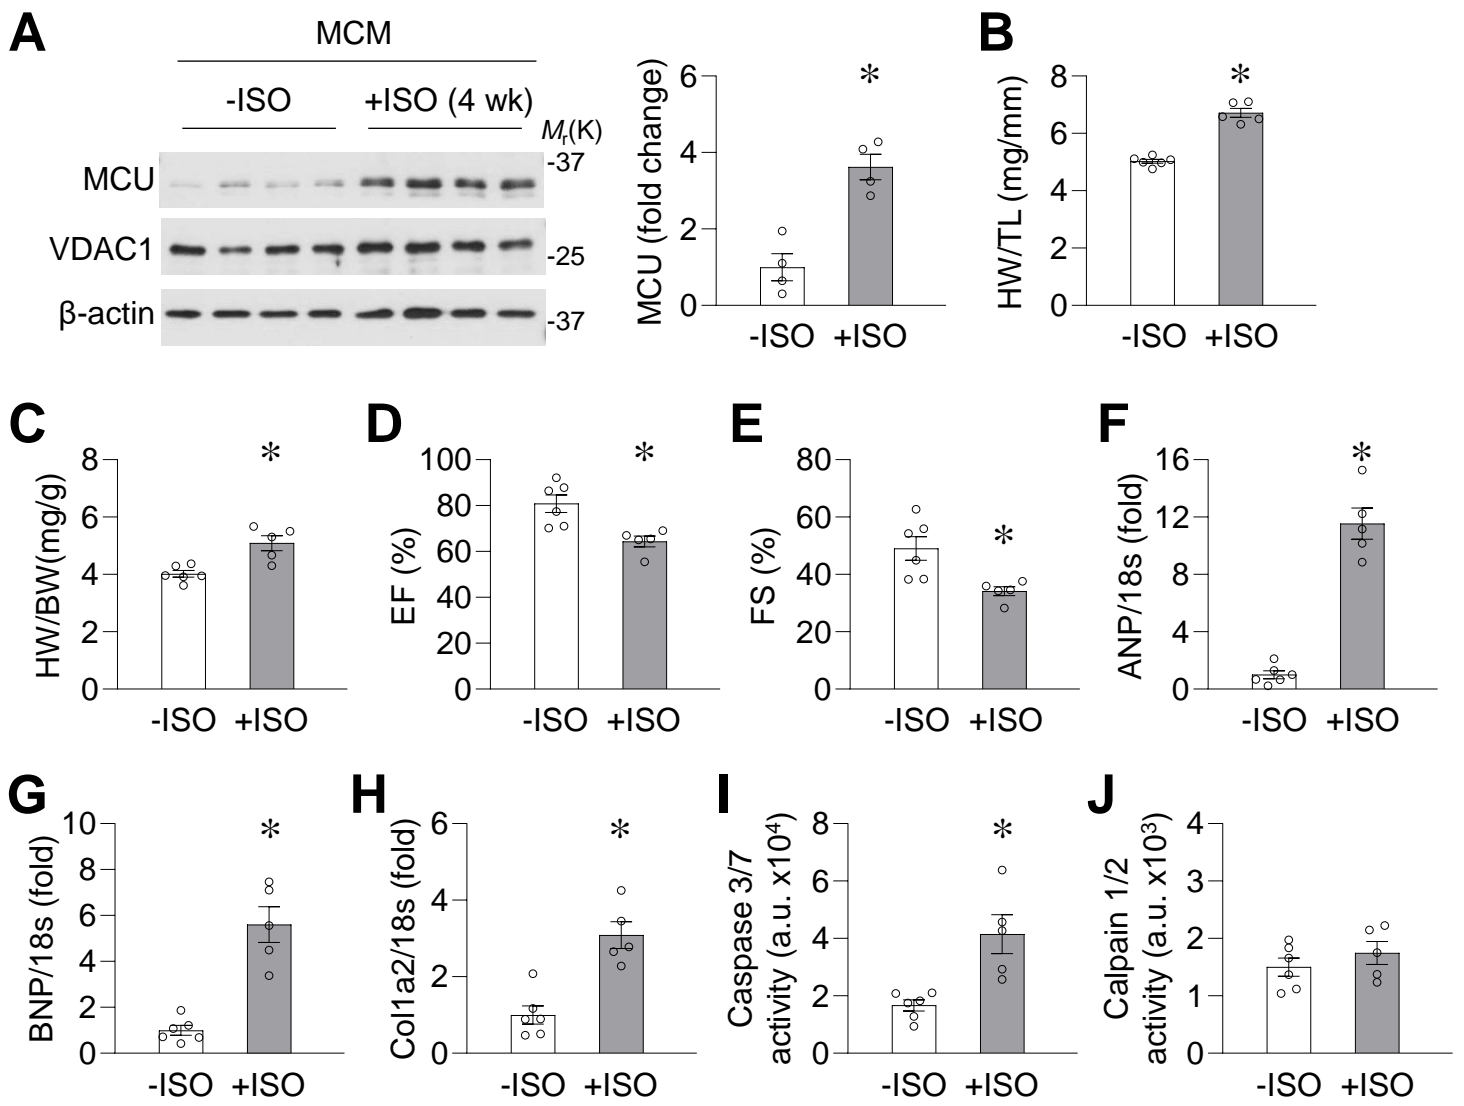 A
MCM
-ISO +ISO (4 wk)
Mr(K)
MCU -37
VDAC1 -25
β-actin -37
MCU (fold change)
6
4
2
0
*
-ISO +ISO
B
HW/TL (mg/mm)
8
6
4
2
0
*
-ISO +ISO
C
HW/BW(mg/g)
8
6
4
2
0
*
-ISO +ISO
D
EF (%)
100
80
60
40
20
0
*
-ISO +ISO
E
FS (%)
80
60
40
20
0
*
-ISO +ISO
F
ANP/18s (fold)
16
12
8
4
0
*
-ISO +ISO
G
BNP/18s (fold)
10
8
6
4
2
0
*
-ISO +ISO
H
Col1a2/18s (fold)
6
4
2
0
*
-ISO +ISO
I
Caspase 3/7
activity (a.u. x10⁴)
8
6
4
2
0
*
-ISO +ISO
J
Calpain 1/2
activity (a.u. x10³)
4
3
2
1
0
-ISO +ISO